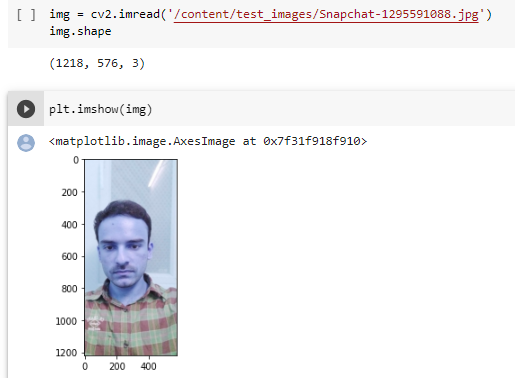 [ ] img = cv2.imread('/content/test_images/Snapchat-1295591088.jpg')
img.shape
(1218, 576, 3)
plt.imshow(img)
<matplotlib.image.AxesImage at 0x7f31f918f910>
0
200
400
600
800
1000
1200
0 200 400